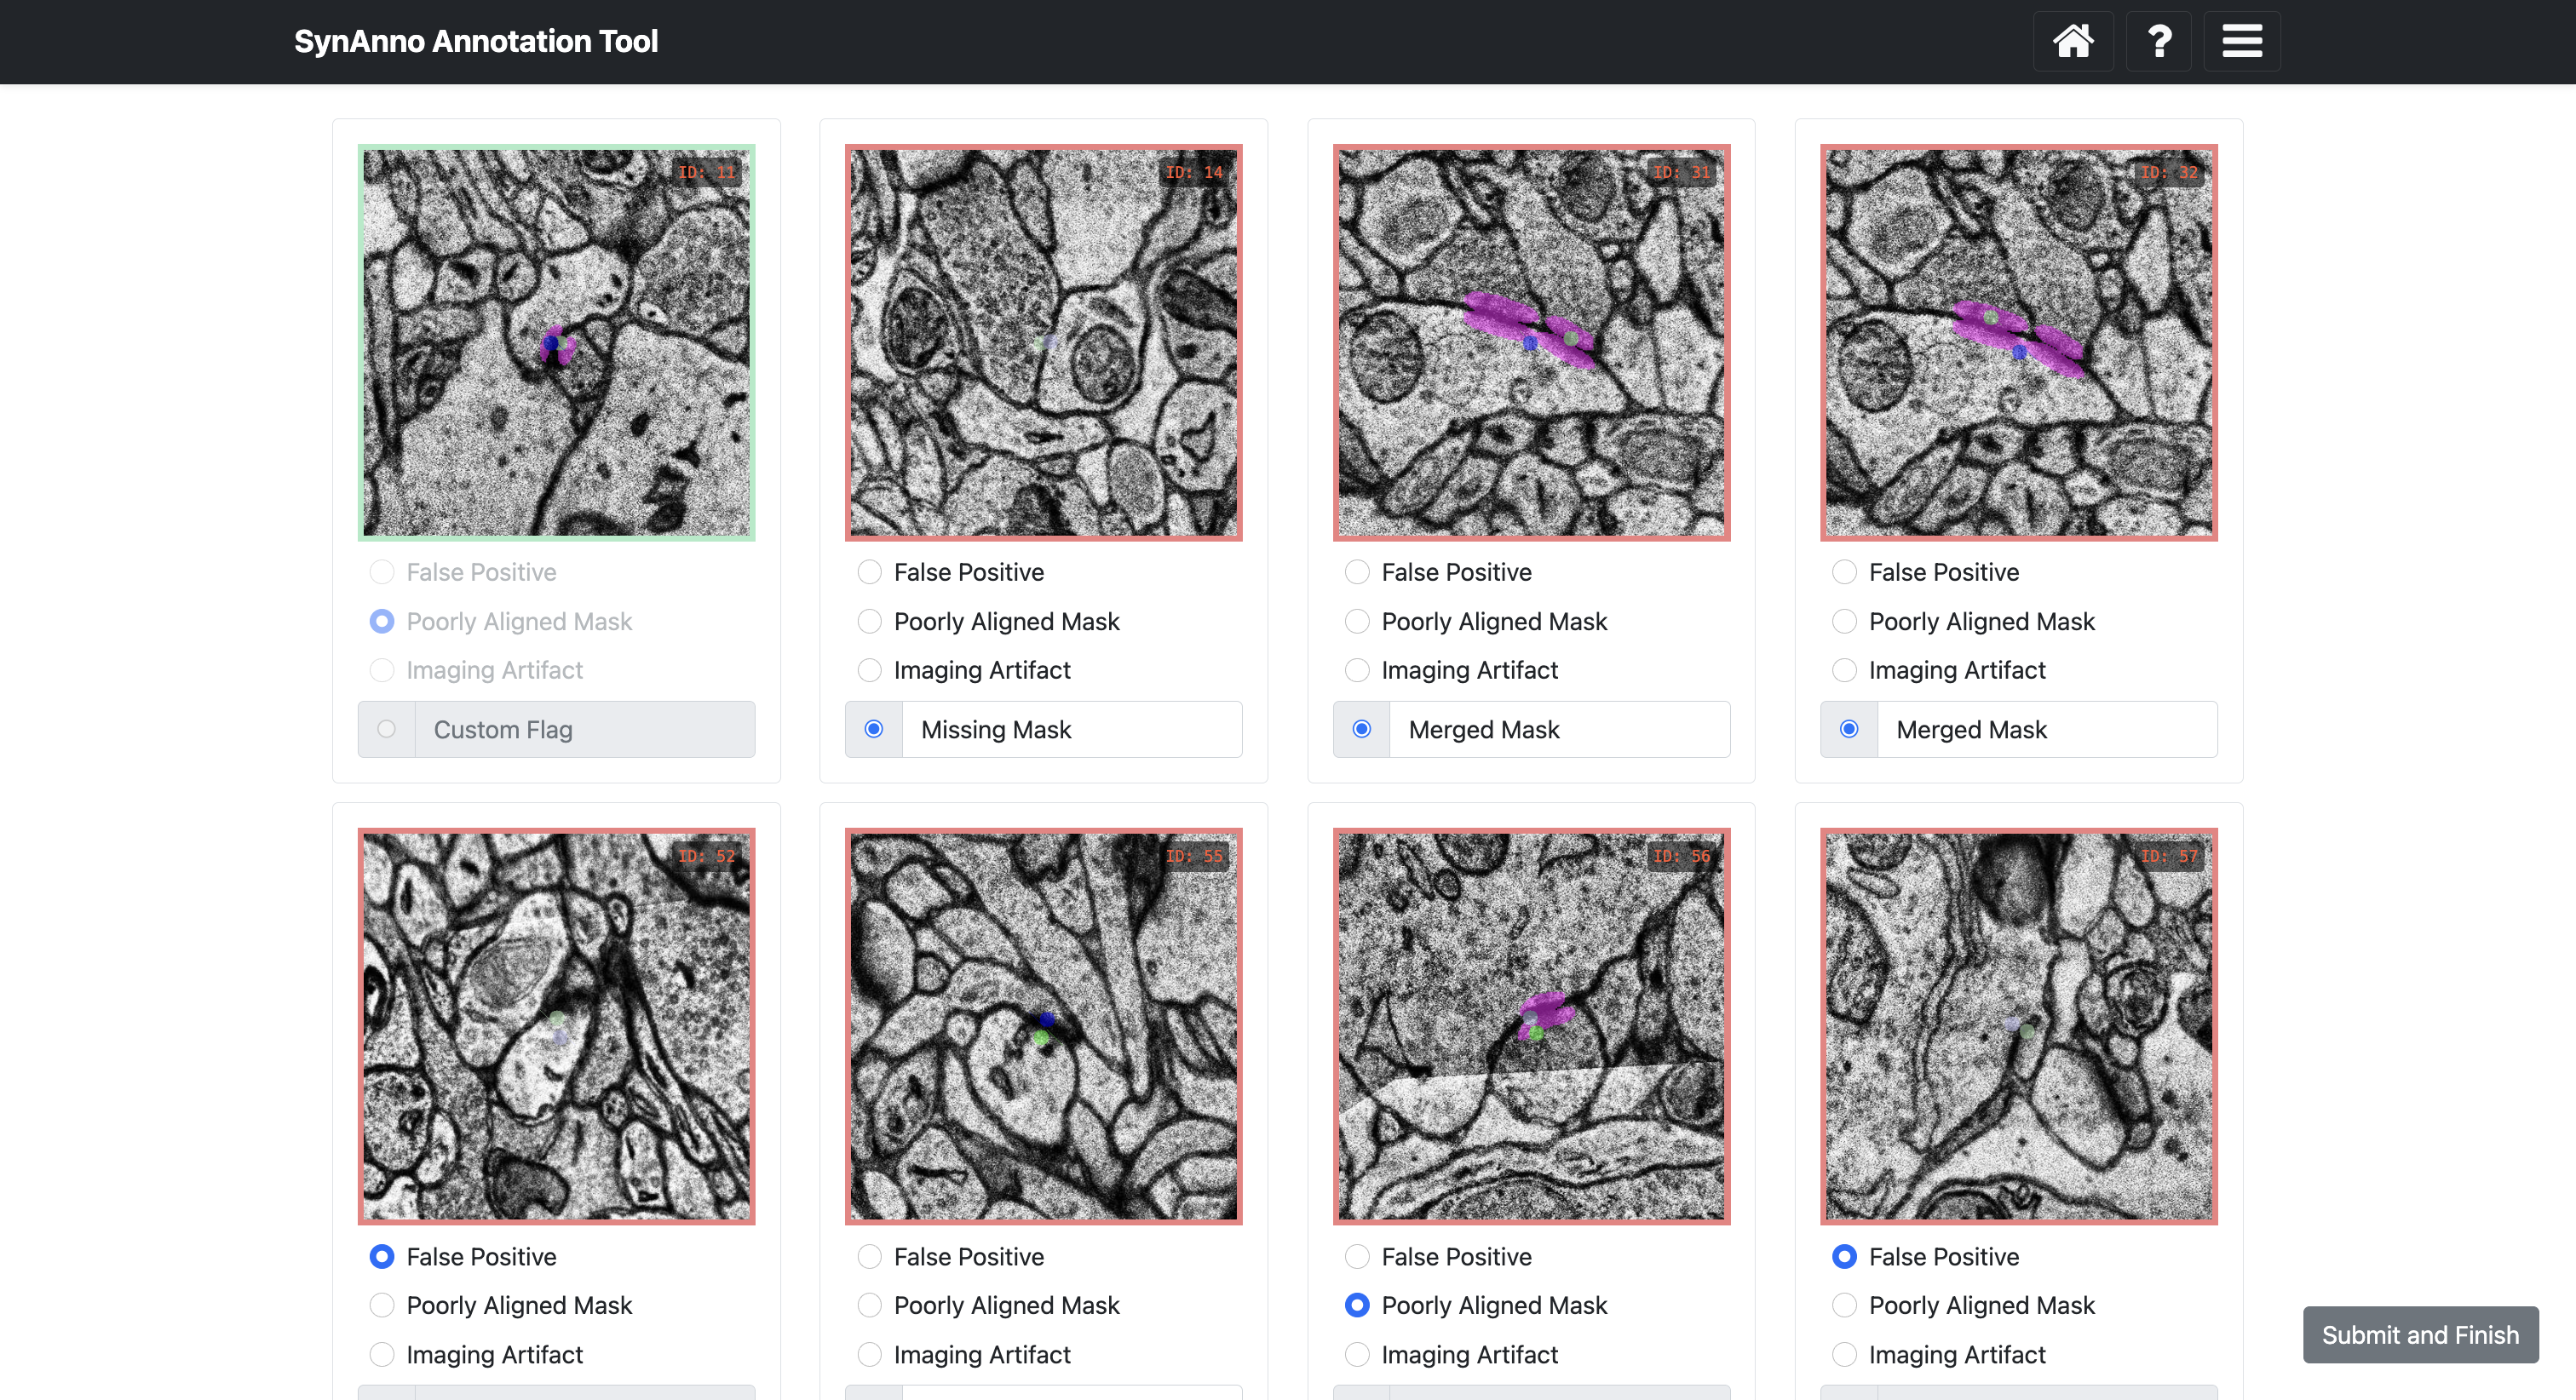 SynAnno Annotation Tool
?
ID: 11
ID: 14
ID: 31
ID: 32
False Positive
False Positive
False Positive
False Positive
Poorly Aligned Mask
Poorly Aligned Mask
Poorly Aligned Mask
Poorly Aligned Mask
Imaging Artifact
Imaging Artifact
Imaging Artifact
Imaging Artifact
Custom Flag
Missing Mask
Merged Mask
Merged Mask
ID: 52
ID: 55
ID: 56
ID: 57
False Positive
False Positive
False Positive
False Positive
Poorly Aligned Mask
Poorly Aligned Mask
Poorly Aligned Mask
Poorly Aligned Mask
Imaging Artifact
Imaging Artifact
Imaging Artifact
Imaging Artifact
Submit and Finish